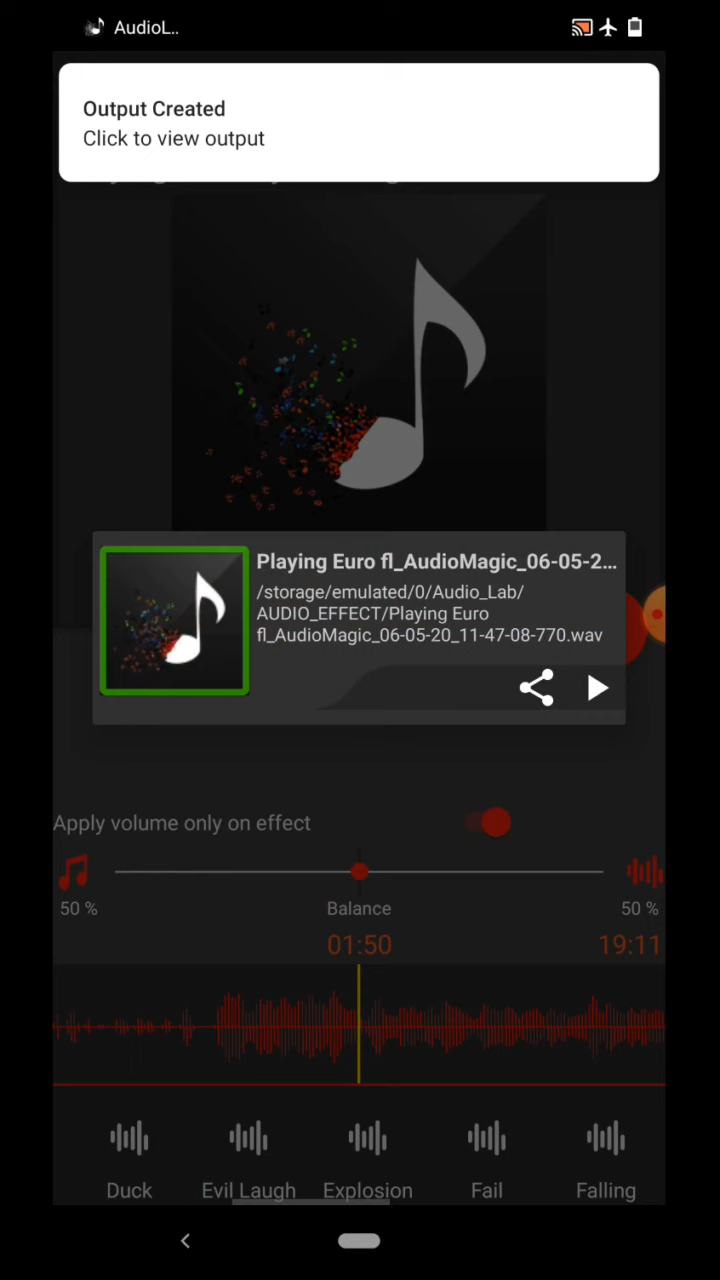 AudioL..
Output Created
Click to view output
Playing Euro fl_AudioMagic_06-05-2...
/storage/emulated/0/Audio_Lab/
AUDIO_EFFECT/Playing Euro
fl_AudioMagic_06-05-20_11-47-08-770.wav
Apply volume only on effect
50 %
Balance
50 %
01:50
19:11
Duck
Evil Laugh
Explosion
Fail
Falling